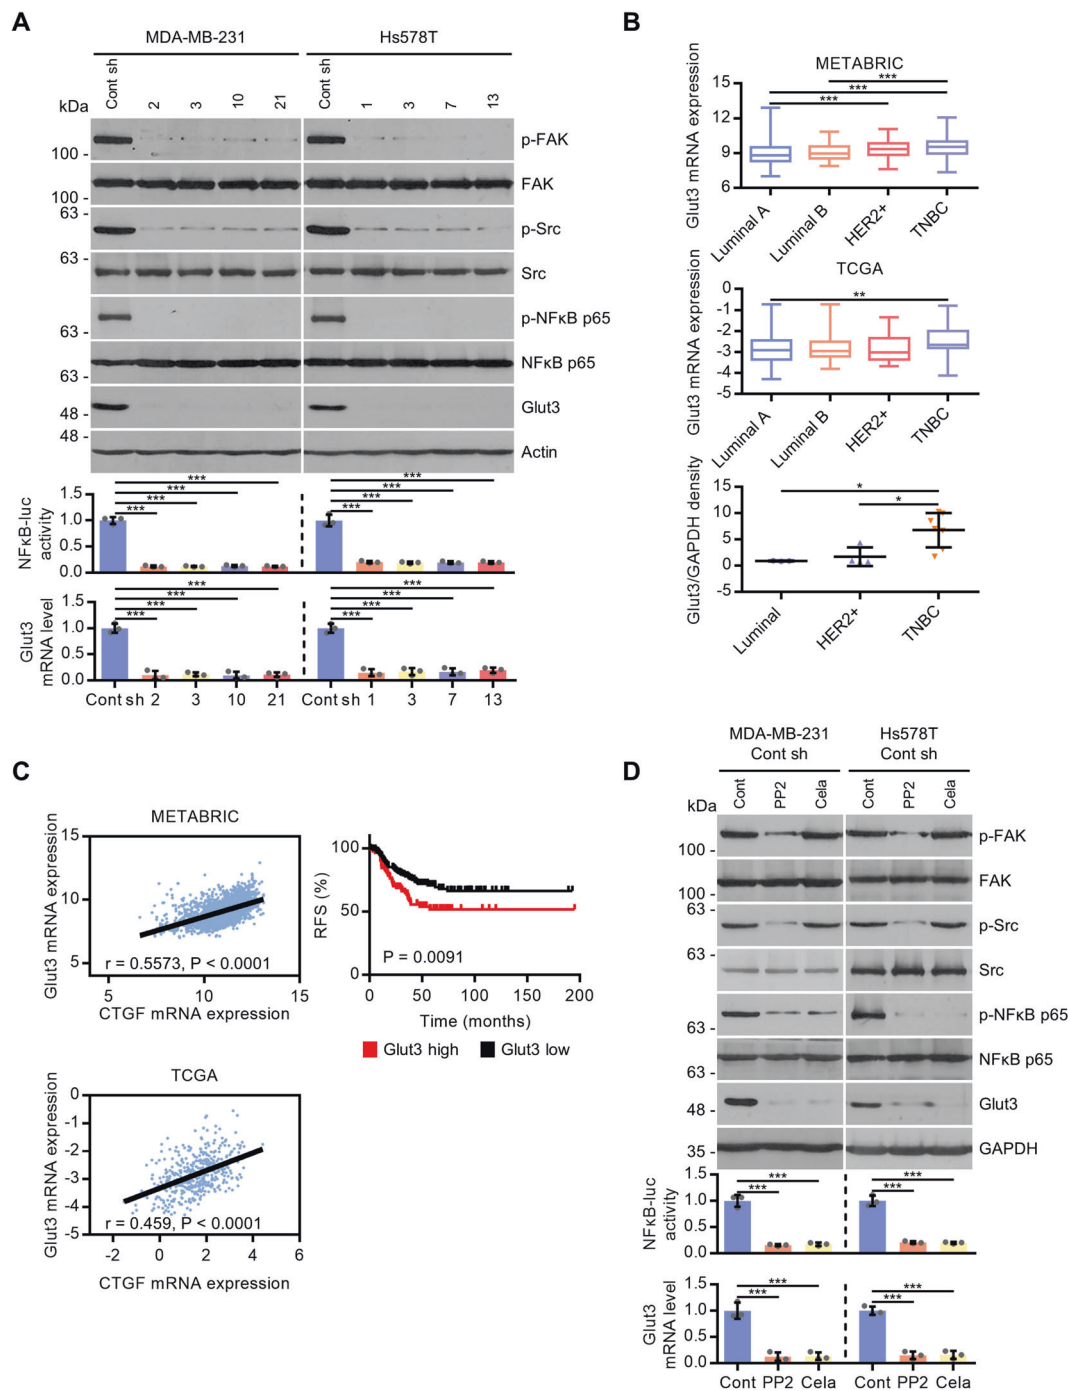 A
MDA-MB-231
Hs578T
kDa
Cont sh
2
3
10
21
Cont sh
1
3
7
13
p-FAK
100 -
FAK
100 -
63 -
p-Src
63 -
Src
p-NFκB p65
63 -
NFκB p65
63 -
Glut3
48 -
48 -
Actin
NFκB-luc
activity
1.5
1.0
0.5
0.0
***
***
***
***
***
***
***
***
Glut3
mRNA level
1.5
1.0
0.5
0.0
***
***
***
***
***
***
***
***
Cont sh 2 3 10 21 Cont sh 1 3 7 13
B
METABRIC
Glut3 mRNA expression
15
12
9
6
***
***
***
Luminal A
Luminal B
HER2+
TNBC
TCGA
Glut3 mRNA expression
0
-1
-2
-3
-4
-5
**
Luminal A
Luminal B
HER2+
TNBC
Glut3/GAPDH density
15
10
5
0
-5
*
*
Luminal
HER2+
TNBC
C
METABRIC
Glut3 mRNA expression
15
10
5
r = 0.5573, P < 0.0001
5 10 15
CTGF mRNA expression
RFS (%)
100
50
0
P = 0.0091
0 50 100 150 200
Time (months)
Glut3 high Glut3 low
TCGA
Glut3 mRNA expression
0
-1
-2
-3
-4
-5
r = 0.459, P < 0.0001
-2 0 2 4 6
CTGF mRNA expression
D
MDA-MB-231
Cont sh
Hs578T
Cont sh
kDa
Cont
PP2
Cela
Cont
PP2
Cela
p-FAK
100 -
FAK
100 -
63 -
p-Src
63 -
Src
p-NFκB p65
63 -
NFκB p65
63 -
Glut3
48 -
35 -
GAPDH
NFκB-luc
activity
1.5
1.0
0.5
0.0
***
***
***
***
Glut3
mRNA level
1.5
1.0
0.5
0.0
***
***
***
***
Cont PP2 Cela Cont PP2 Cela